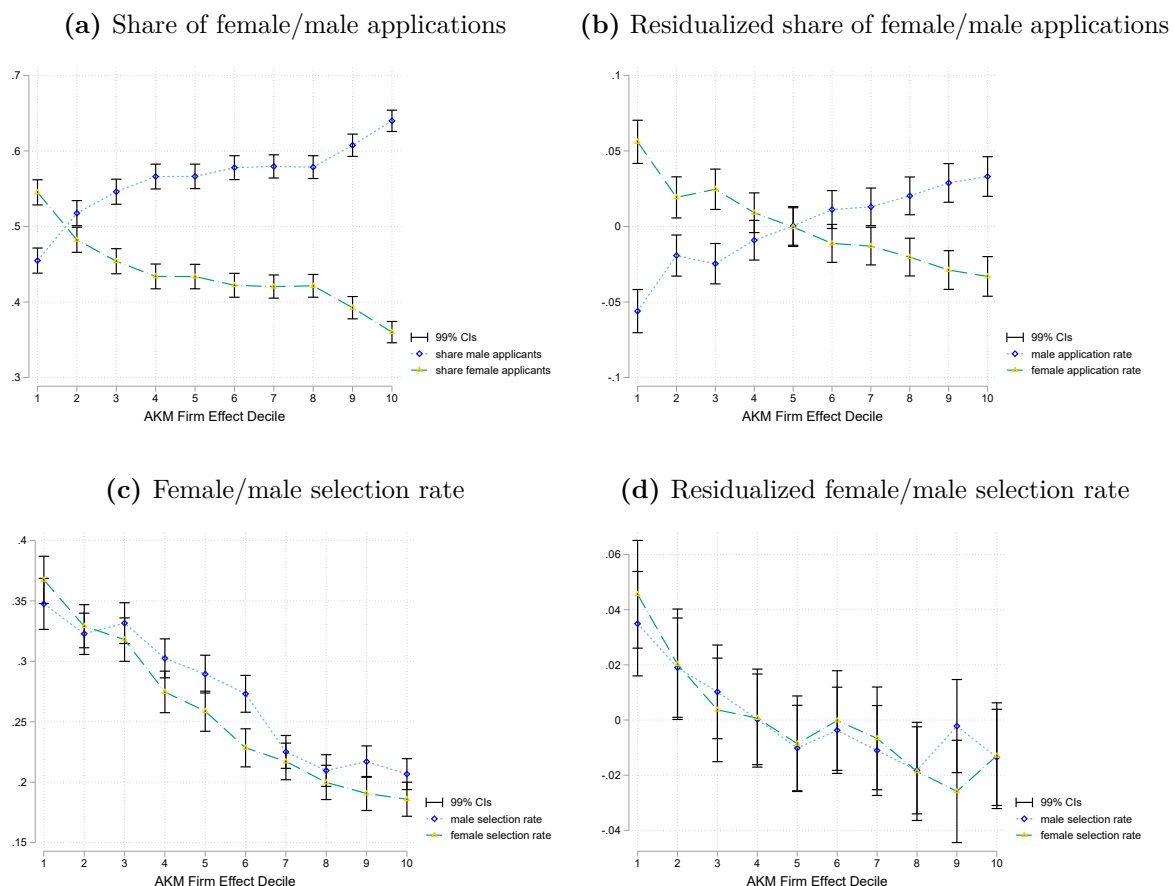 (a) Share of female/male applications
.7
.6
.5
.4
.3
1 2 3 4 5 6 7 8 9 10
AKM Firm Effect Decile
99% CIs
share male applicants
share female applicants
(b) Residualized share of female/male applications
.1
.05
0
-.05
-.1
1 2 3 4 5 6 7 8 9 10
AKM Firm Effect Decile
99% CIs
male application rate
female application rate
(c) Female/male selection rate
.4
.35
.3
.25
.2
.15
1 2 3 4 5 6 7 8 9 10
AKM Firm Effect Decile
99% CIs
male selection rate
female selection rate
(d) Residualized female/male selection rate
.06
.04
.02
0
-.02
-.04
1 2 3 4 5 6 7 8 9 10
AKM Firm Effect Decile
99% CIs
male selection rate
female selection rate